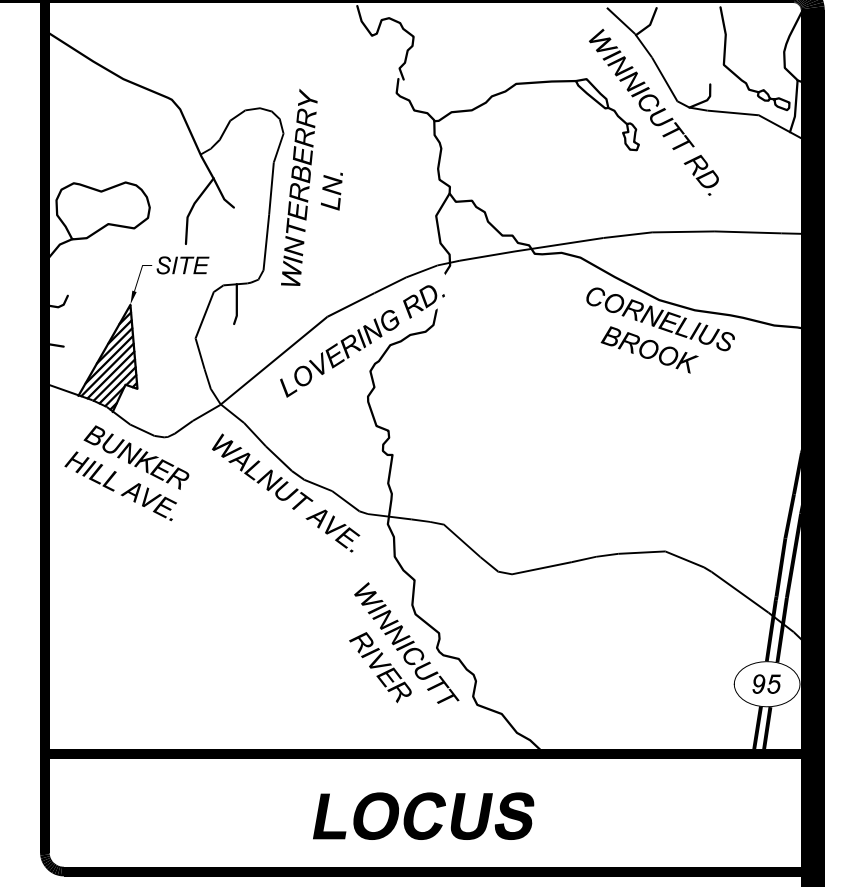 WINNICUTT RD.
WINTERBERRY
LN.
SITE
LOVERING RD.
CORNELIUS
BROOK
BUNKER
HILL AVE.
WALNUT AVE.
WINNICUTT
RIVER
95
LOCUS